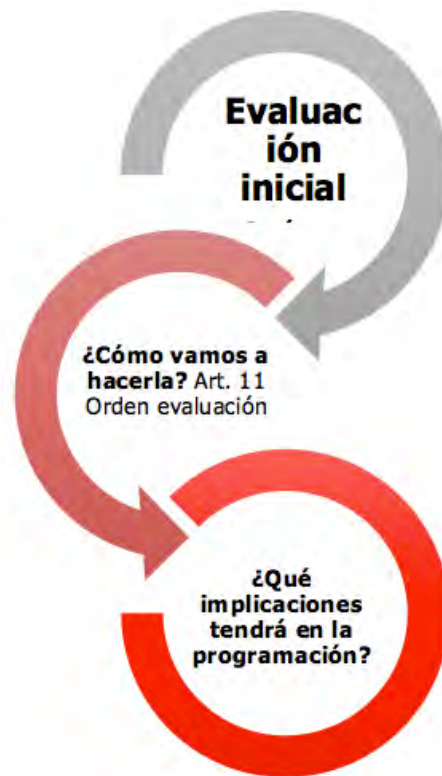 Evaluac
ión
inicial
¿Cómo vamos a
hacerla? Art. 11
Orden evaluación
¿Qué
implicaciones
tendrá en la
programación?